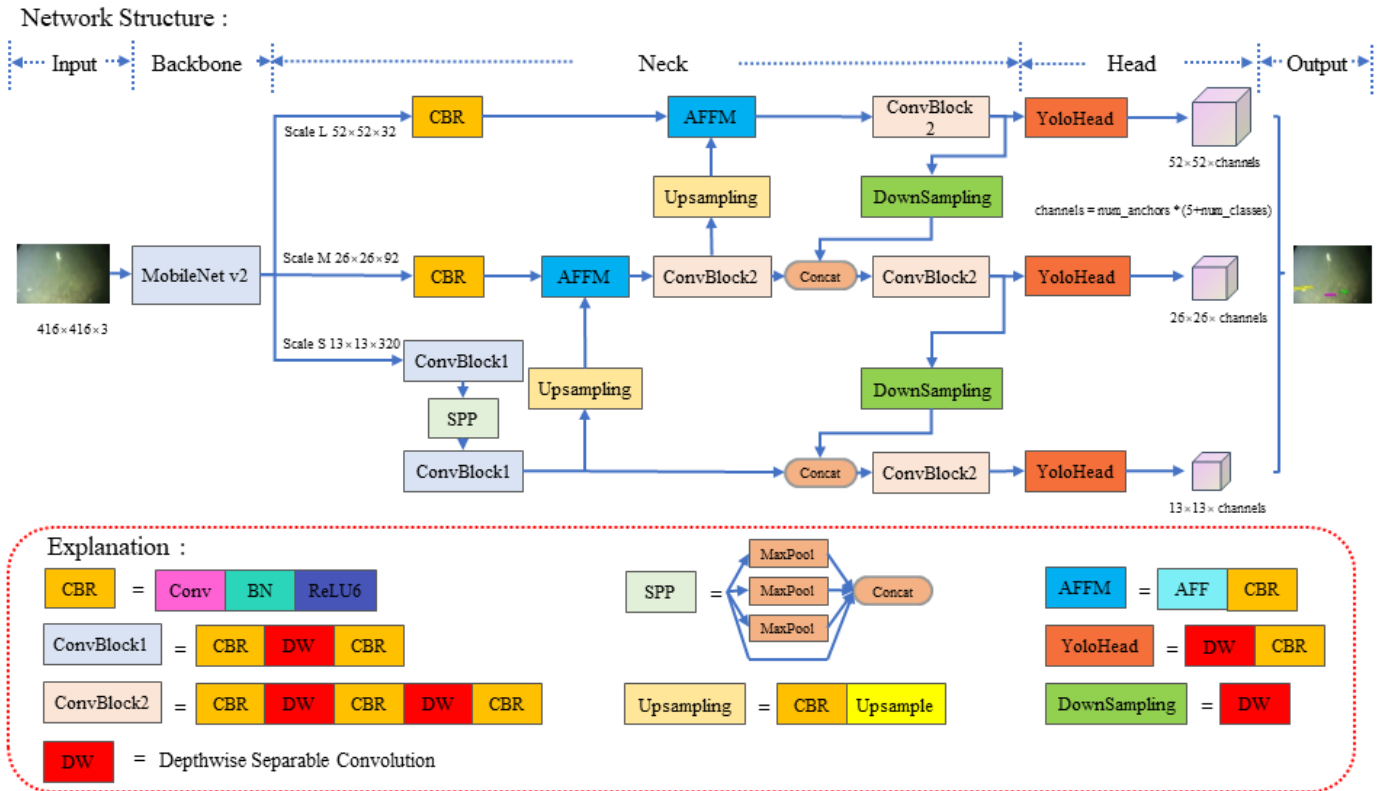 Network Structure :
Input
Backbone
Neck
Head
Output
Scale L 52×52×32
CBR
AFFM
ConvBlock
2
YoloHead
52×52×channels
Upsampling
DownSampling
channels = num_anchors *(5+num_classes)
MobileNet v2
Scale M 26×26×92
CBR
AFFM
ConvBlock2
Concat
ConvBlock2
YoloHead
26×26× channels
416×416×3
Scale S 13×13×320
ConvBlock1
Upsampling
DownSampling
SPP
ConvBlock1
Concat
ConvBlock2
YoloHead
13×13× channels
Explanation :
CBR = Conv BN ReLU6
ConvBlock1 = CBR DW CBR
ConvBlock2 = CBR DW CBR DW CBR
DW = Depthwise Separable Convolution
SPP =
MaxPool
MaxPool
MaxPool
Concat
Upsampling = CBR Upsample
AFFM = AFF CBR
YoloHead = DW CBR
DownSampling = DW